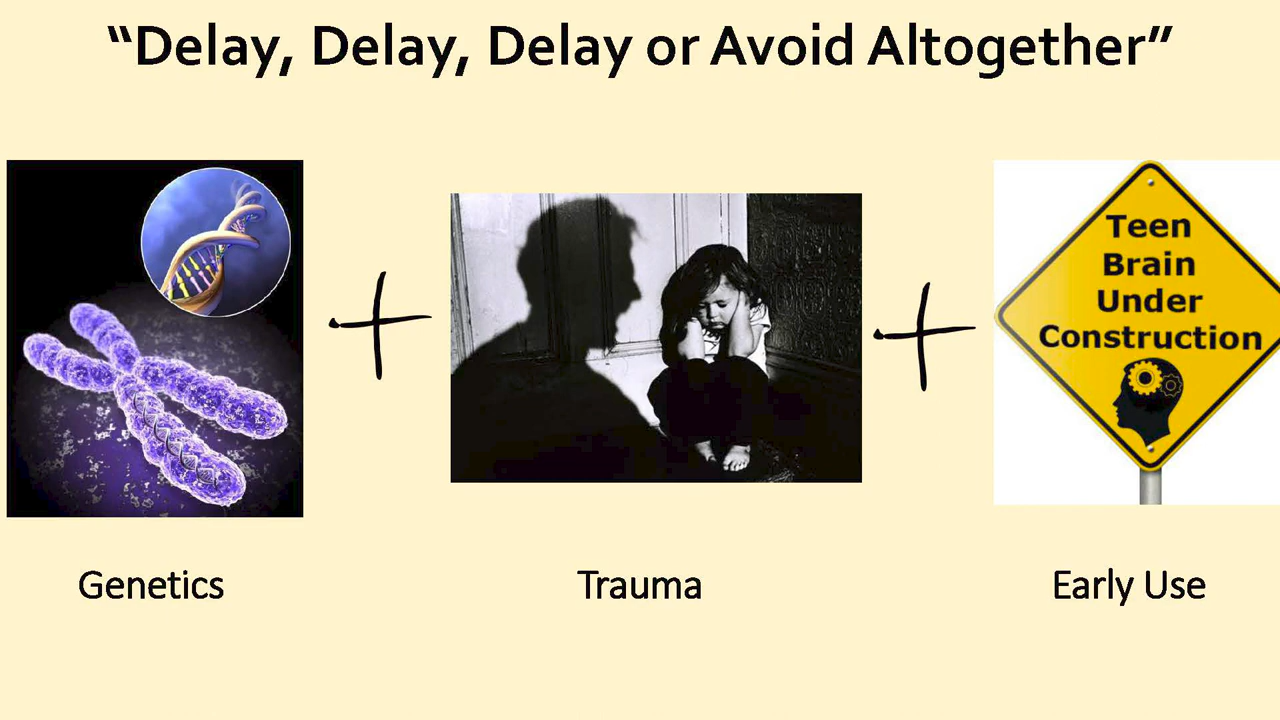 “Delay, Delay, Delay or Avoid Altogether”
Teen
Brain
Under
Construction
+
+
Genetics
Trauma
Early Use